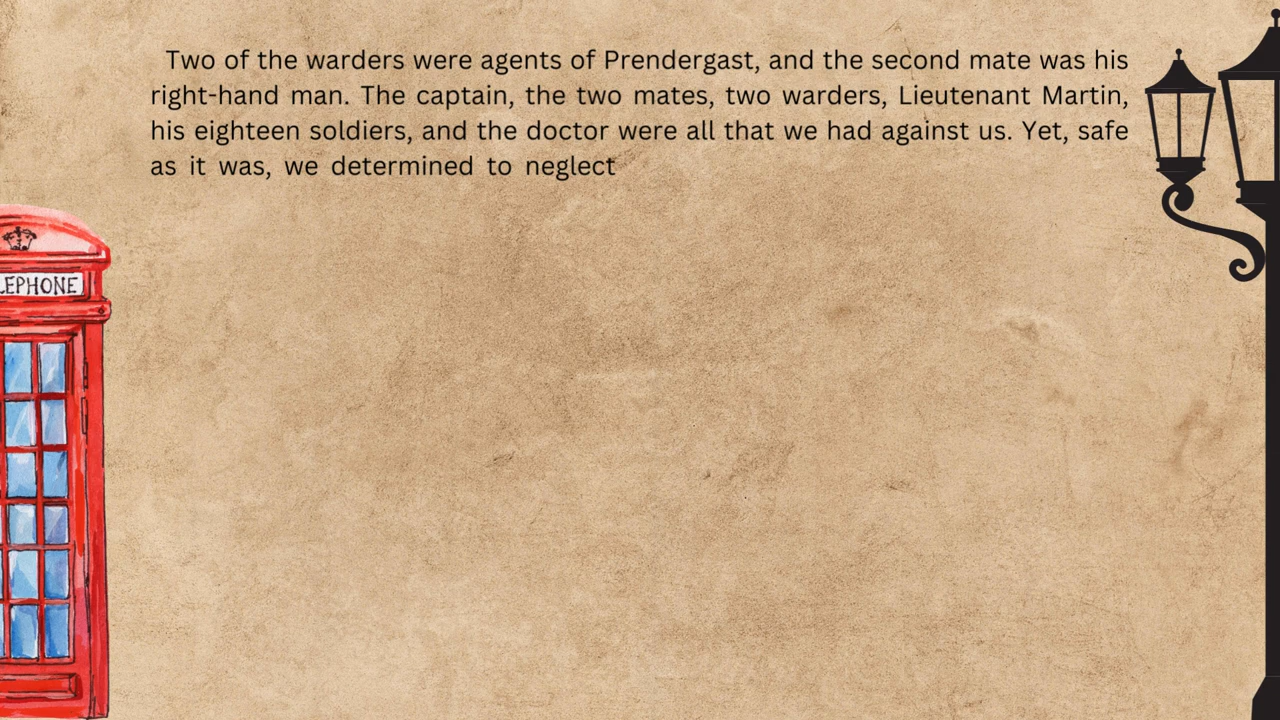 Two of the warders were agents of Prendergast, and the second mate was his
right-hand man. The captain, the two mates, two warders, Lieutenant Martin,
his eighteen soldiers, and the doctor were all that we had against us. Yet, safe
as it was, we determined to neglect
LEPHONE